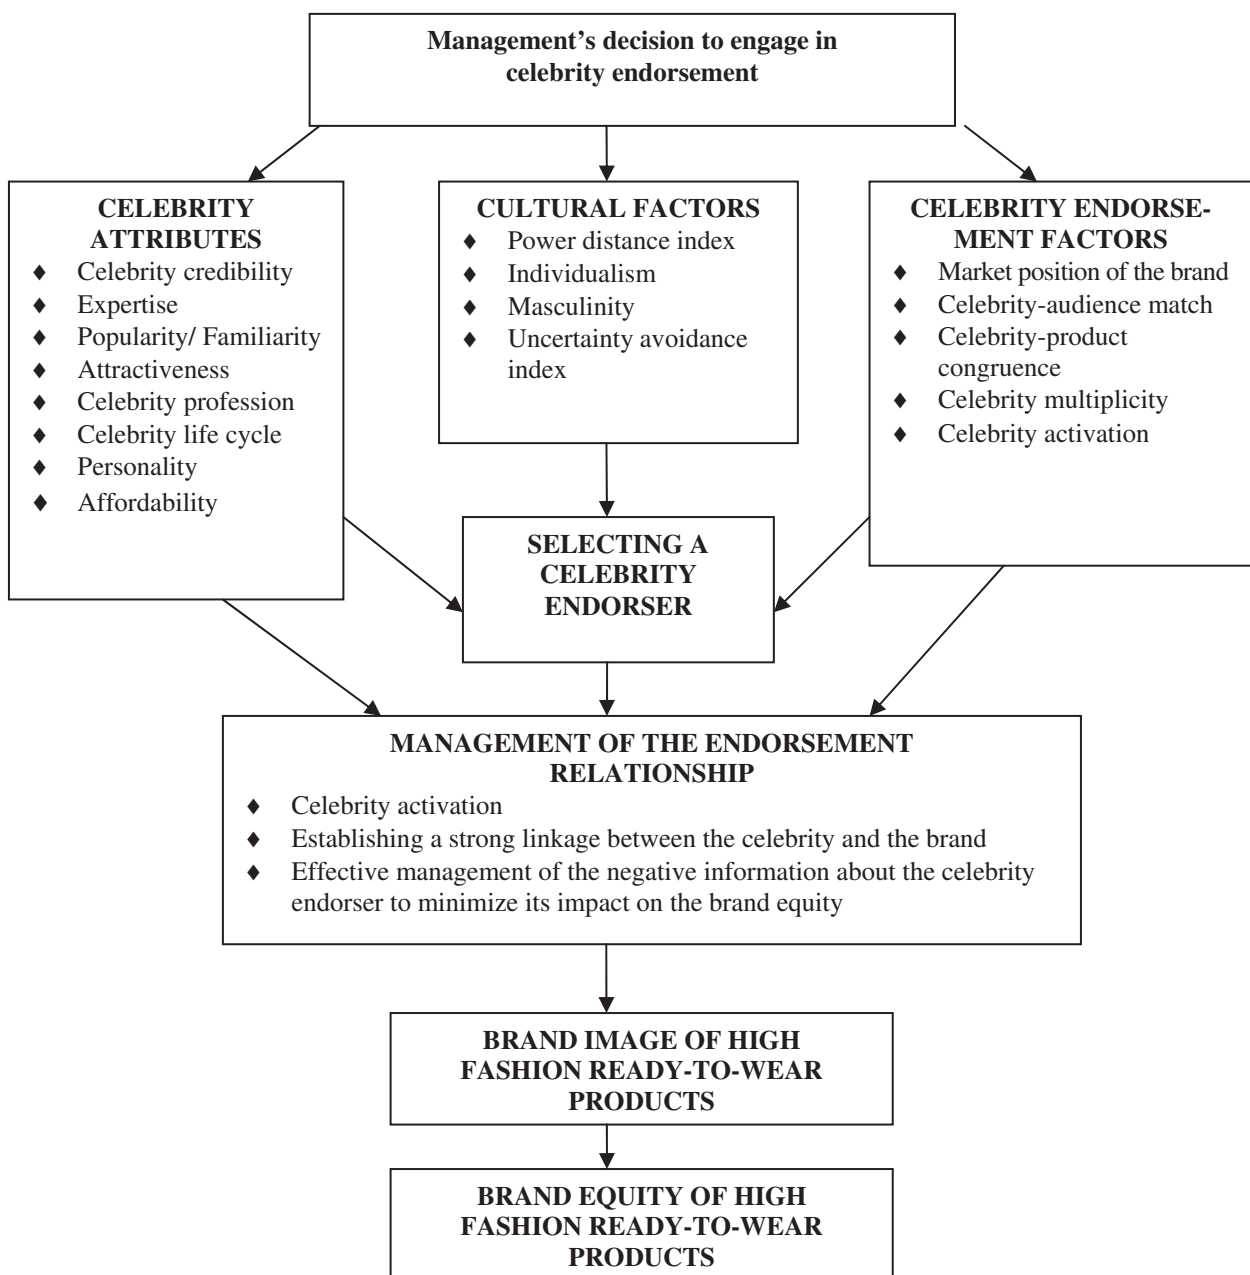 Management's decision to engage in
celebrity endorsement
CELEBRITY
ATTRIBUTES
♦ Celebrity credibility
♦ Expertise
♦ Popularity/ Familiarity
♦ Attractiveness
♦ Celebrity profession
♦ Celebrity life cycle
♦ Personality
♦ Affordability
CULTURAL FACTORS
♦ Power distance index
♦ Individualism
♦ Masculinity
♦ Uncertainty avoidance
index
CELEBRITY ENDORSE-
MENT FACTORS
♦ Market position of the brand
♦ Celebrity-audience match
♦ Celebrity-product
congruence
♦ Celebrity multiplicity
♦ Celebrity activation
SELECTING A
CELEBRITY
ENDORSER
MANAGEMENT OF THE ENDORSEMENT
RELATIONSHIP
♦ Celebrity activation
♦ Establishing a strong linkage between the celebrity and the brand
♦ Effective management of the negative information about the celebrity
endorser to minimize its impact on the brand equity
BRAND IMAGE OF HIGH
FASHION READY-TO-WEAR
PRODUCTS
BRAND EQUITY OF HIGH
FASHION READY-TO-WEAR
PRODUCTS